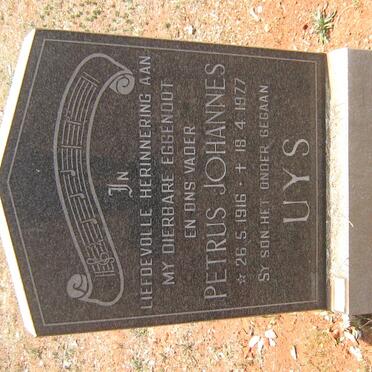 In
LIEFDEVOLLE HERINNERING AAN
MY DIERBARE EGGENOOT
EN ONS VADER
PETRUS JOHANNES
☆ 26.5.1916 - + 18.4.1977
SY SON HET ONDER GEGAAN
UYS